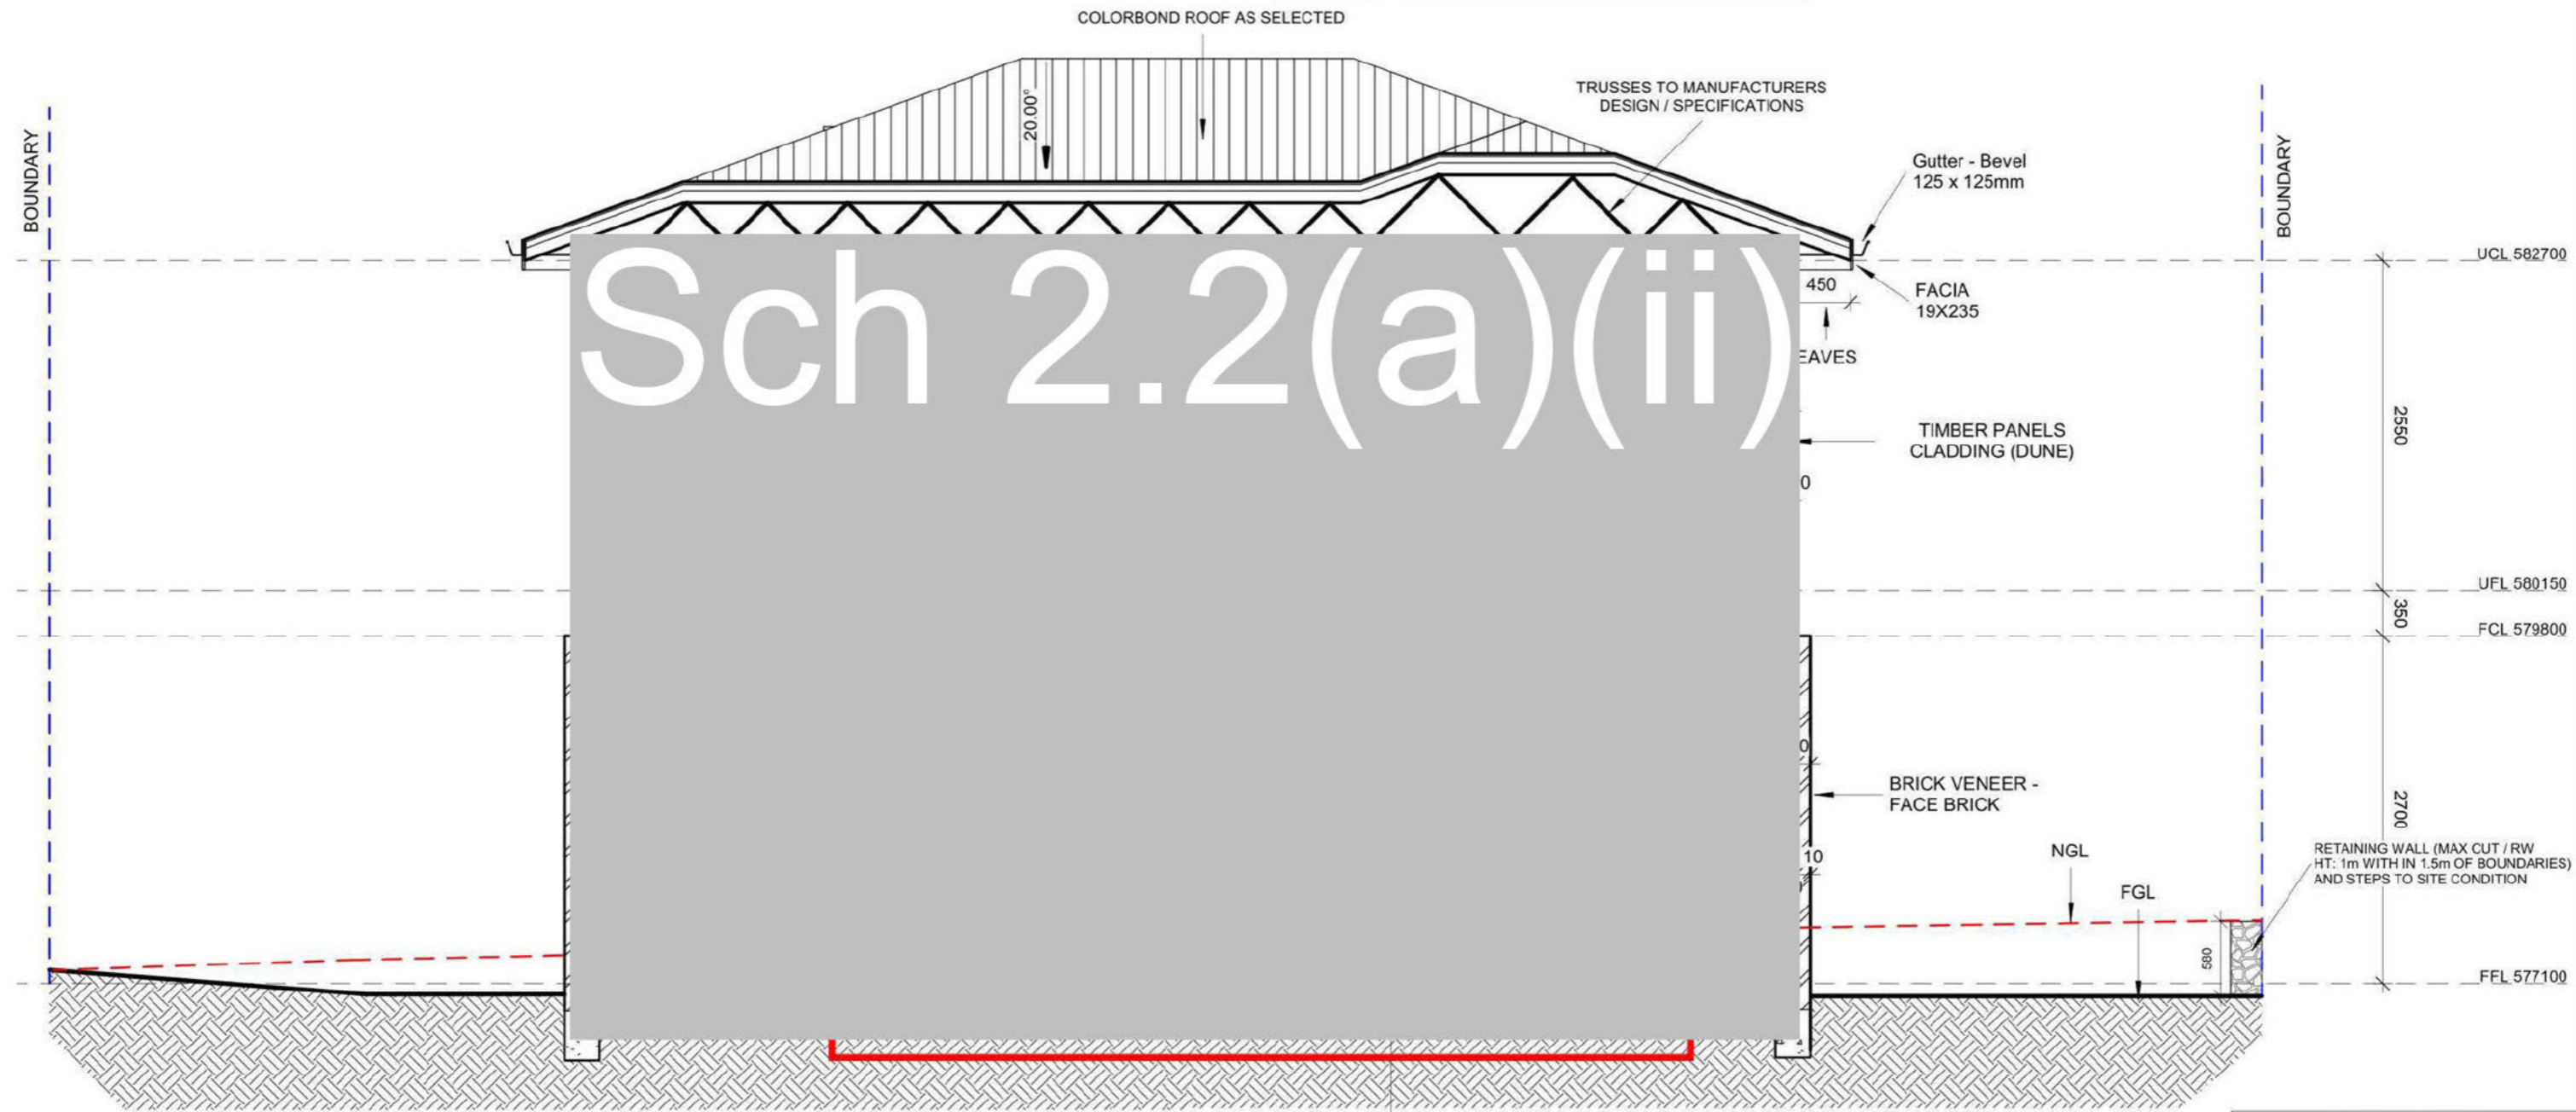 COLORBOND ROOF AS SELECTED
TRUSSES TO MANUFACTURERS
DESIGN / SPECIFICATIONS
20.00°
BOUNDARY
BOUNDARY
Gutter - Bevel
125 x 125mm
UCL 582700
Sch 2.2(a)(ii)
450
FACIA
19X235
EAVES
2550
TIMBER PANELS
CLADDING (DUNE)
0
UFL 580150
350
FCL 579800
0
BRICK VENEER -
FACE BRICK
2700
10
NGL
RETAINING WALL (MAX CUT / RW
HT: 1m WITH IN 1.5m OF BOUNDARIES)
AND STEPS TO SITE CONDITION
FGL
580
FFL 577100